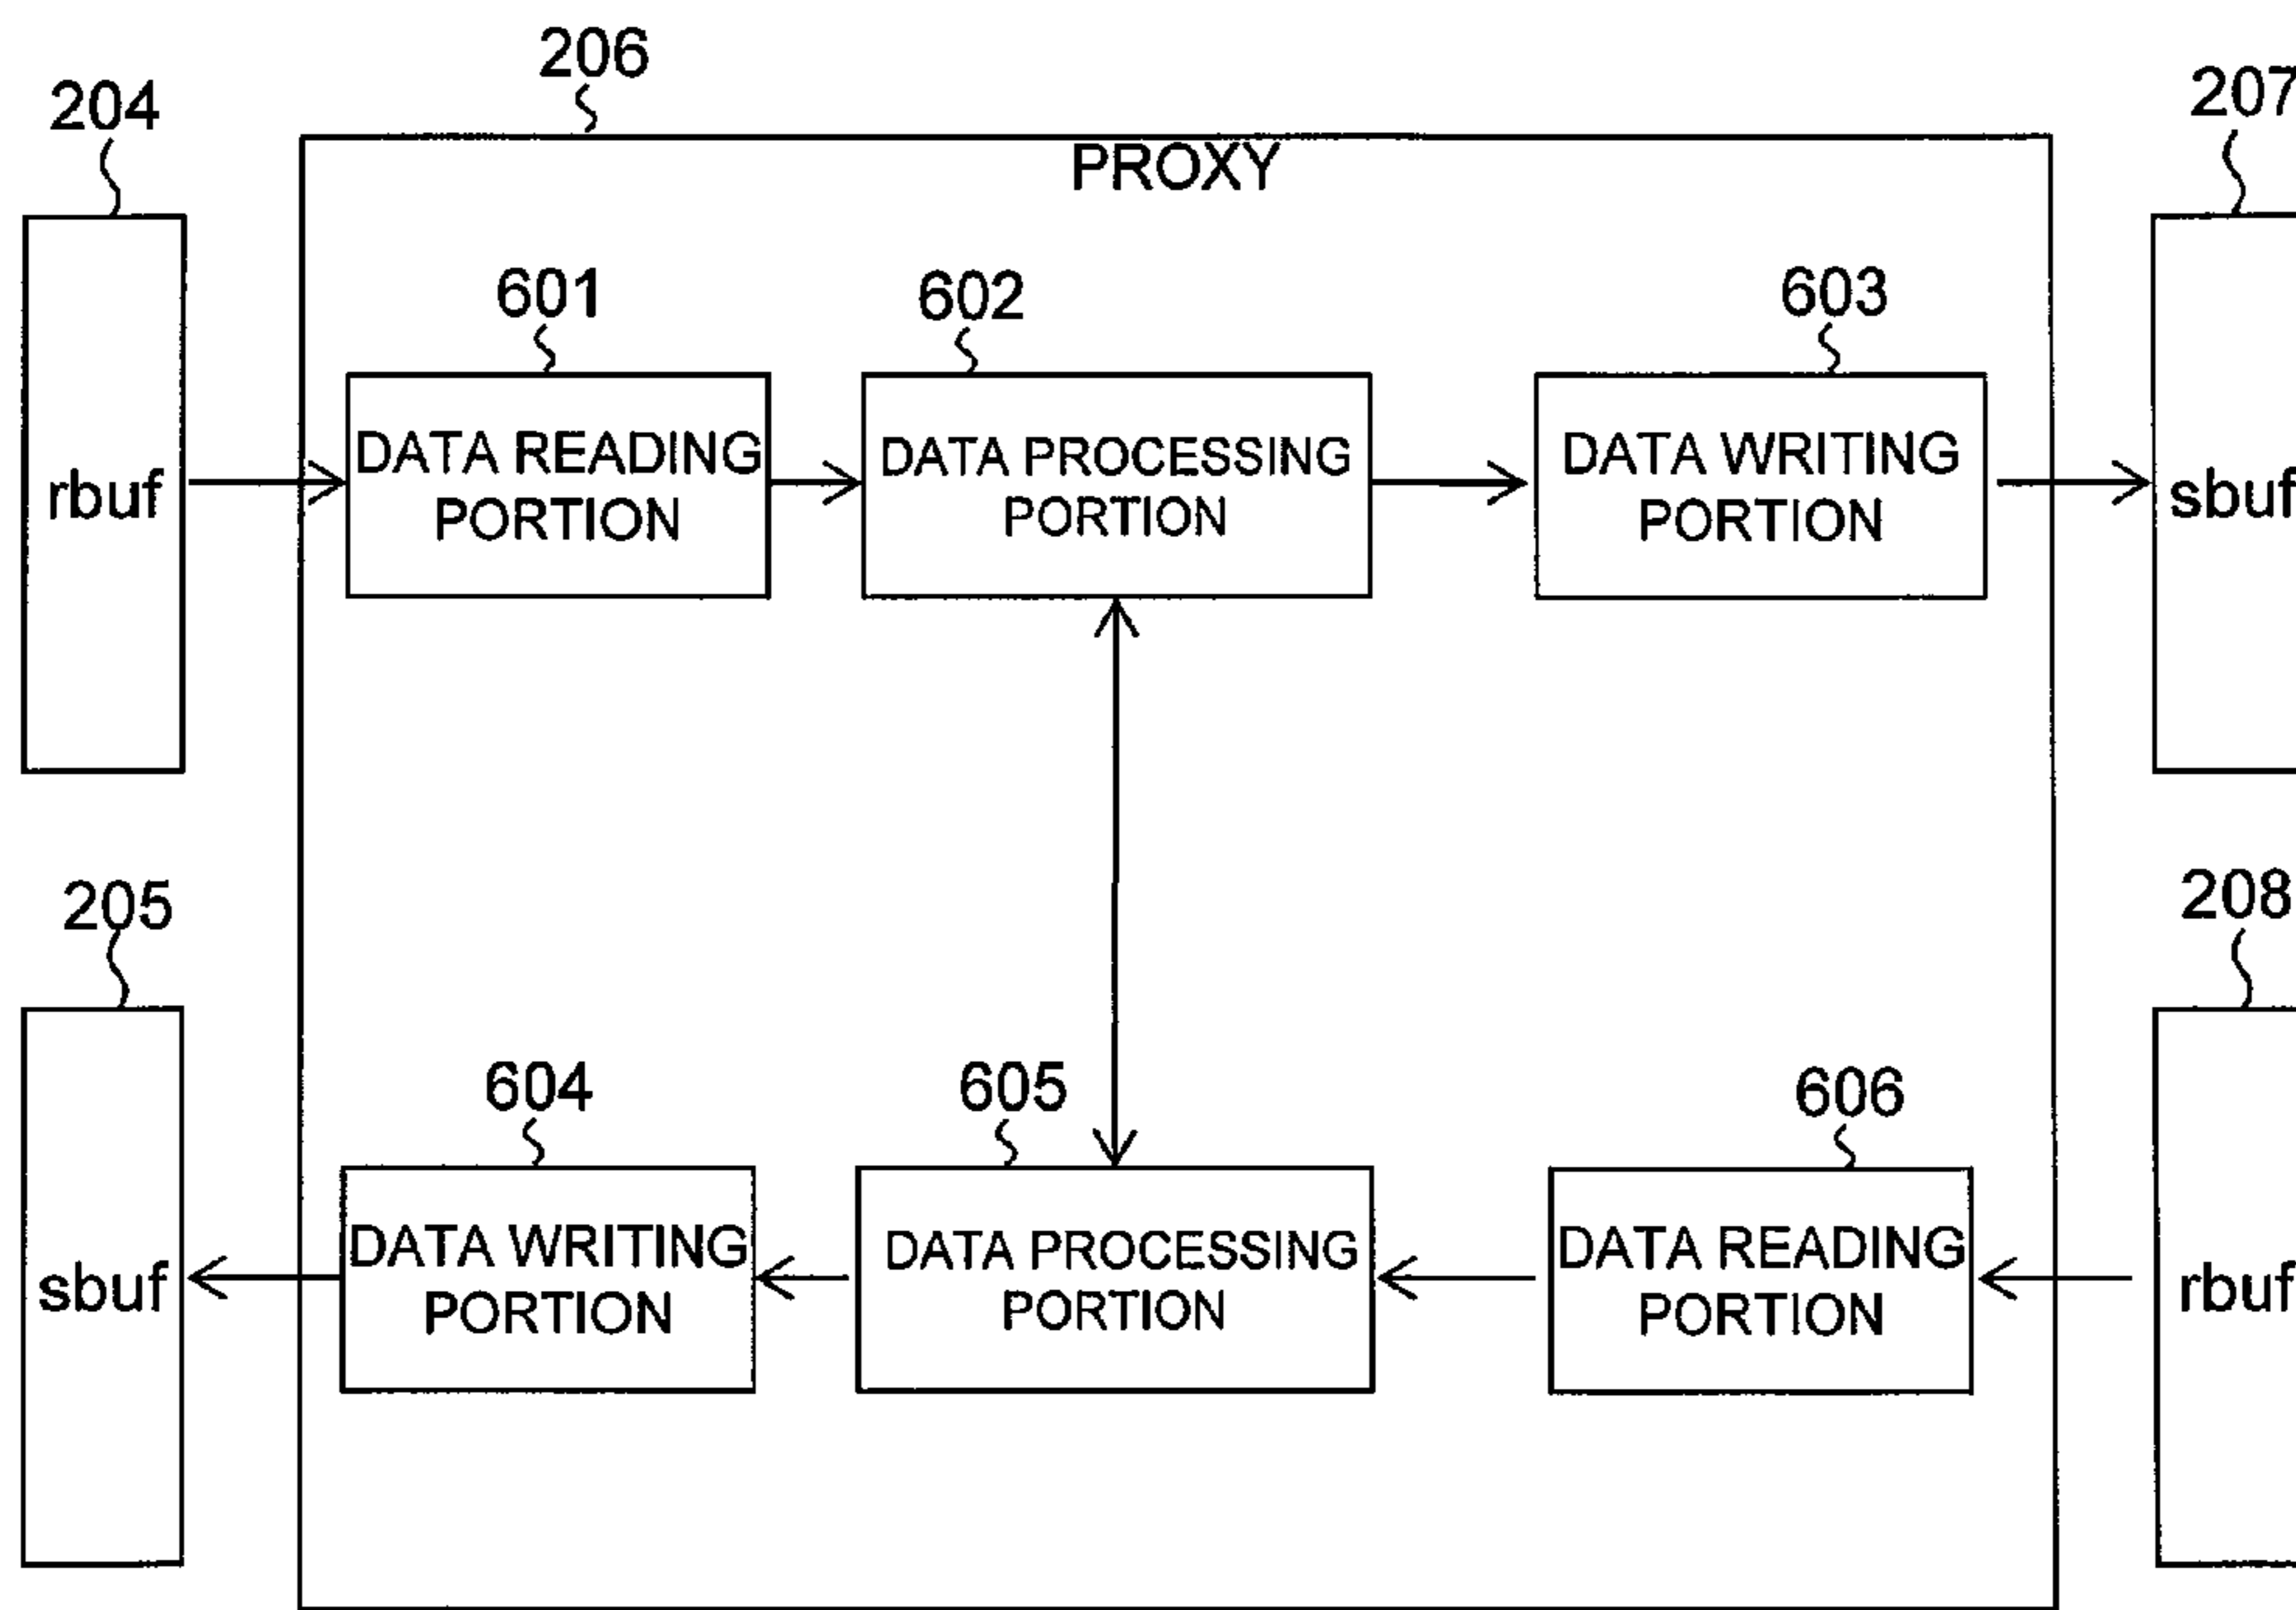 206
204
207
PROXY
601
602
603
DATA READING
PORTION
DATA PROCESSING
PORTION
DATA WRITING
PORTION
rbuf
sbuf
205
208
604
605
606
DATA WRITING
PORTION
DATA PROCESSING
PORTION
DATA READING
PORTION
sbuf
rbuf